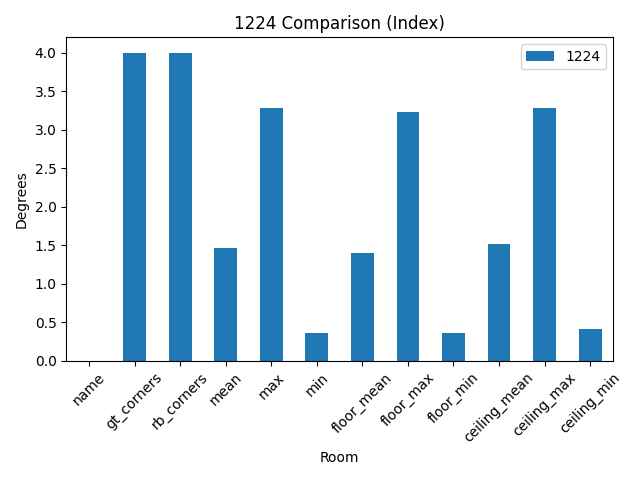 1224 Comparison (Index)
1224
Degrees
4.0
3.5
3.0
2.5
2.0
1.5
1.0
0.5
0.0
name
gt_corners
rb_corners
mean
max
min
floor_mean
floor_max
floor_min
ceiling_mean
ceiling_max
ceiling_min
Room